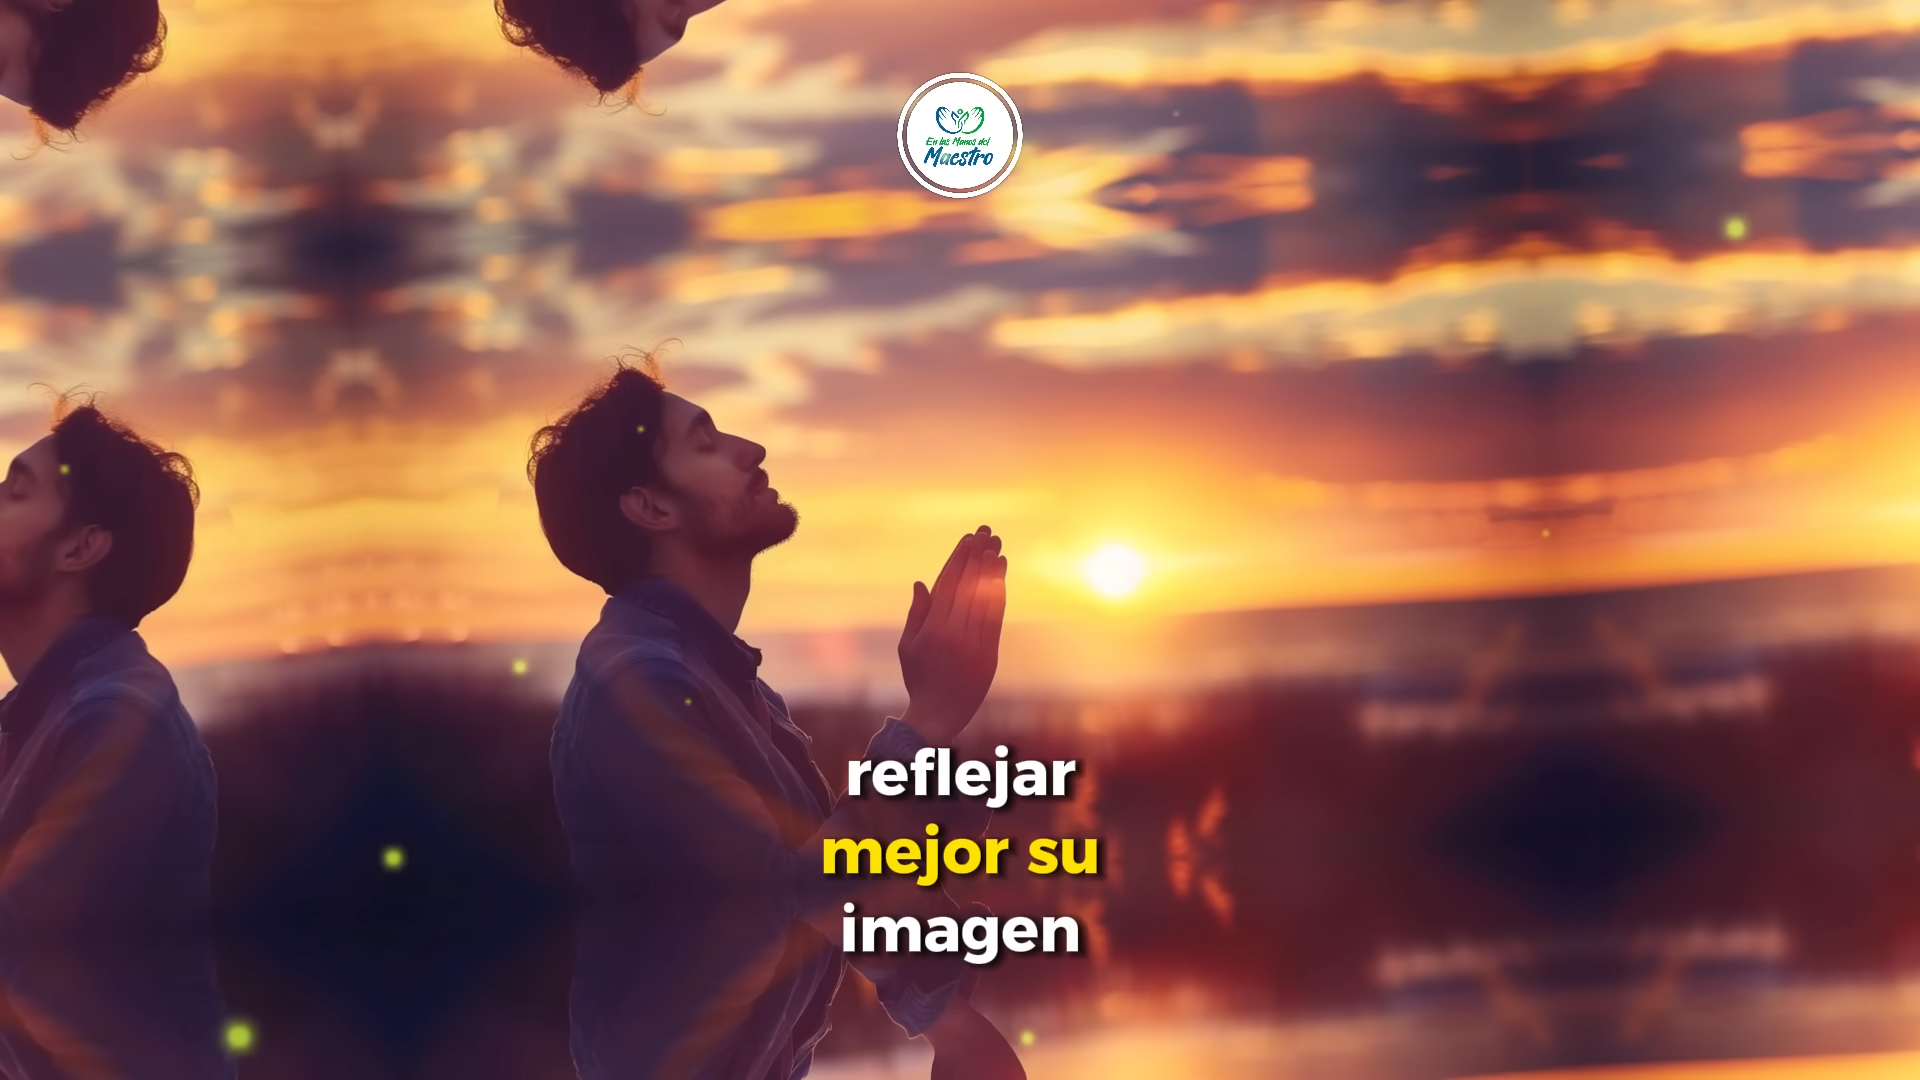 En las Manos del
Maestro
reflejar
mejor su
imagen